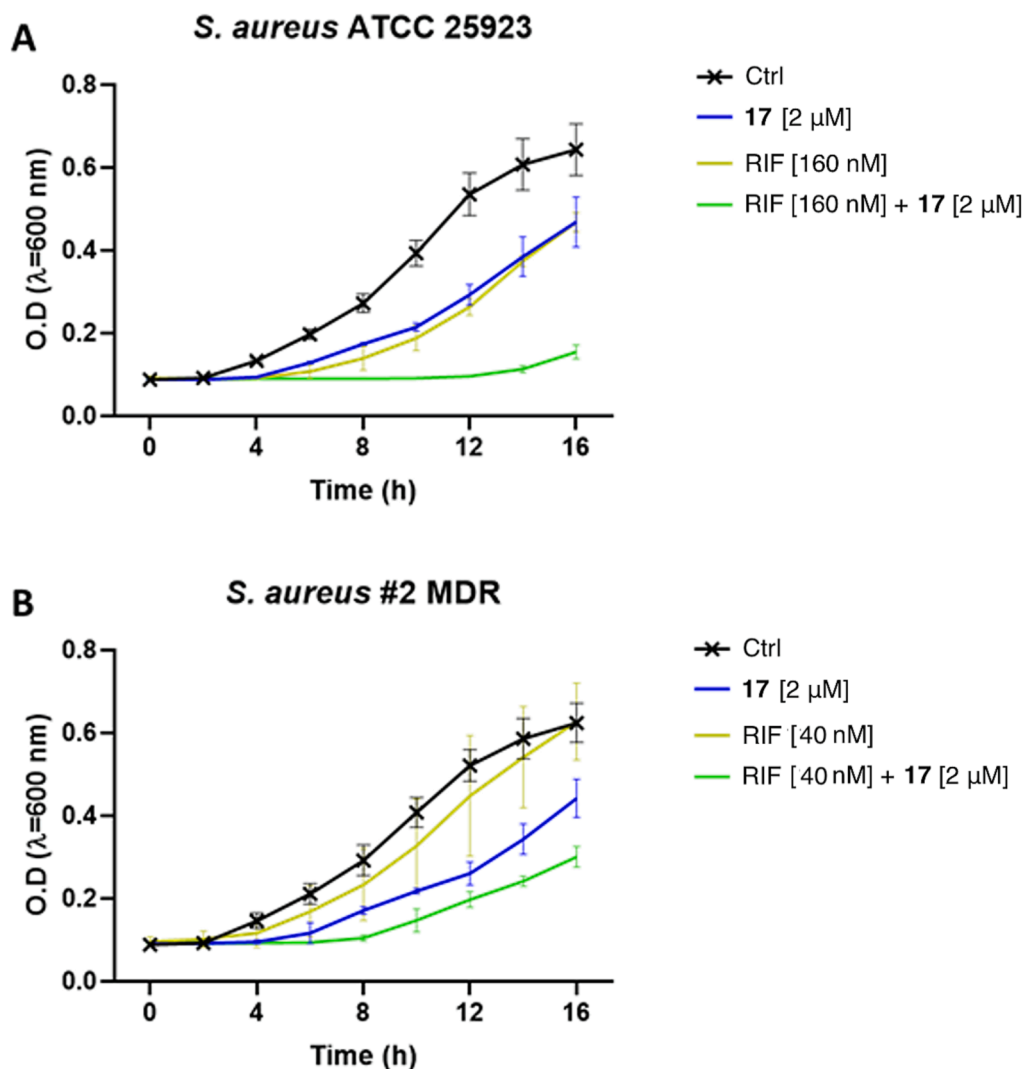 A
S. aureus ATCC 25923
O.D (λ=600 nm)
0.8
0.6
0.4
0.2
0.0
0 4 8 12 16
Time (h)
Ctrl
17 [2 µM]
RIF [160 nM]
RIF [160 nM] + 17 [2 µM]
B
S. aureus #2 MDR
O.D (λ=600 nm)
0.8
0.6
0.4
0.2
0.0
0 4 8 12 16
Time (h)
Ctrl
17 [2 µM]
RIF [40 nM]
RIF [40 nM] + 17 [2 µM]